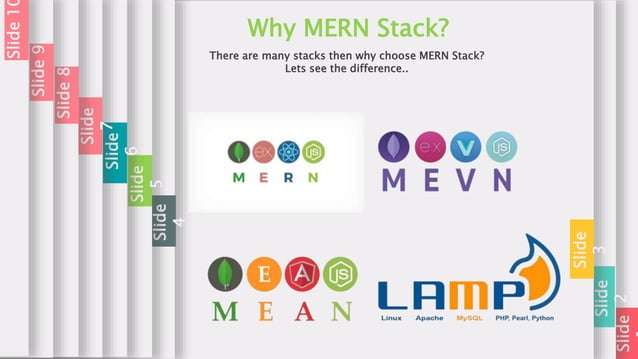 Why MERN Stack?
There are many stacks then why choose MERN Stack?
Lets see the difference..
ex
JS
M E R N
ex
V
JS
MEVN
E
A
JS
M E A N
LAMP
Linux Apache MySQL PHP, Pearl, Python
Slide 10
Slide 9
Slide 8
Slide 7
Slide 6
Slide 5
Slide 4
Slide 3
Slide 2
Slide